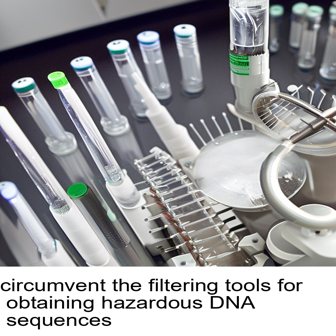 circumvent the filtering tools for
obtaining hazardous DNA
sequences